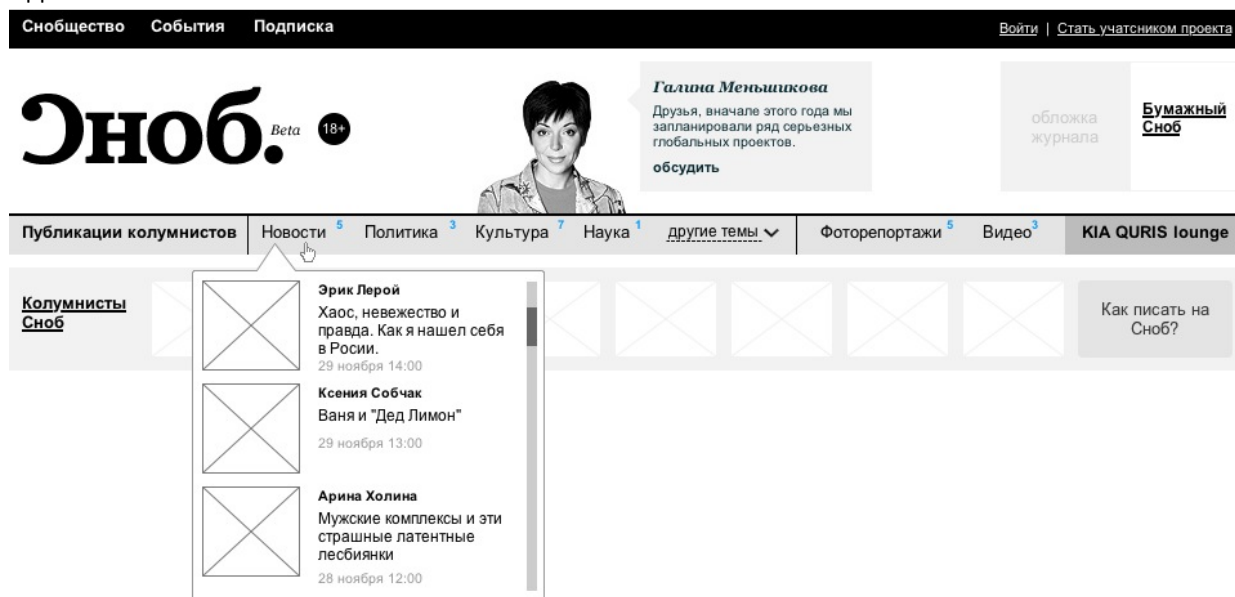 Снобщество События Подписка
Войти | Стать учатсником проекта
Сноб. Beta 18+
Галина Меньшикова
Друзья, вначале этого года мы
запланировали ряд серьезных
глобальных проектов.
обсудить
обложка
журнала
Бумажный
Сноб
Публикации колумнистов Новости 5 Политика 3 Культура 7 Наука 1 другие темы Фоторепортажи 5 Видео 3 KIA QURIS lounge
Колумнисты
Сноб
Как писать на
Сноб?
Эрик Лерой
Хаос, невежество и
правда. Как я нашел себя
в Росии.
29 ноября 14:00
Ксения Собчак
Ваня и "Дед Лимон"
29 ноября 13:00
Арина Холина
Мужские комплексы и эти
страшные латентные
лесбиянки
28 ноября 12:00